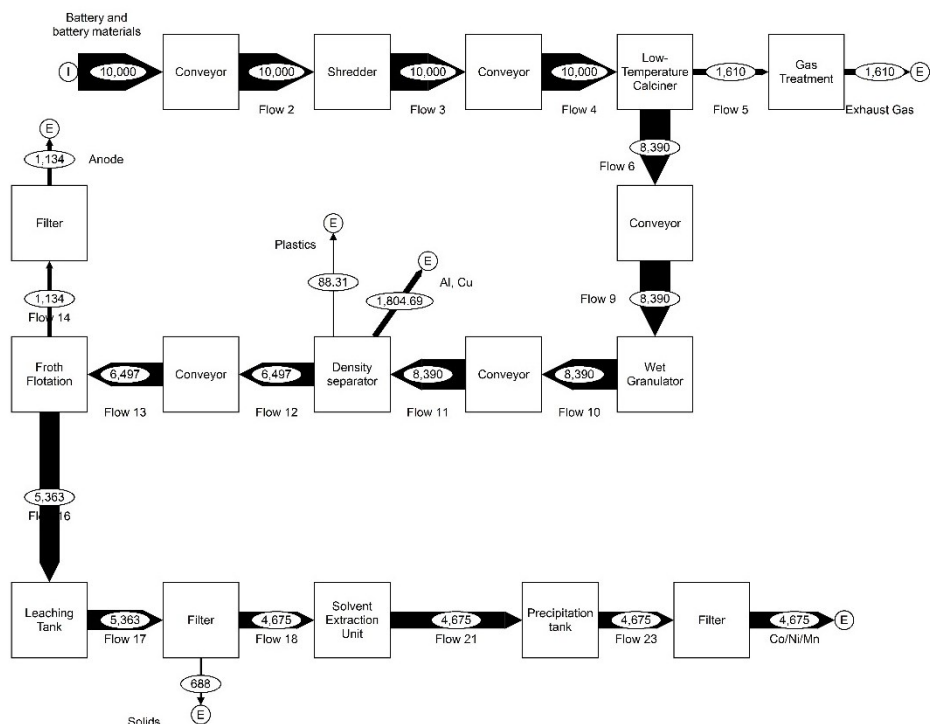 Battery and
battery materials
I
10,000
Conveyor
10,000
Flow 2
Shredder
10,000
Flow 3
Conveyor
10,000
Flow 4
Low-
Temperature
Calciner
1,610
Flow 5
Gas
Treatment
1,610
E
Exhaust Gas
8,390
Flow 6
Conveyor
8,390
Flow 9
Wet
Granulator
8,390
Flow 10
Conveyor
8,390
Flow 11
Density
separator
E
Plastics
88.31
E
Al, Cu
1,804.69
6,497
Flow 12
Conveyor
6,497
Flow 13
Froth
Flotation
1,134
Flow 14
Filter
1,134
Anode
E
5,363
Flow 16
Leaching
Tank
5,363
Flow 17
Filter
688
Solids
E
4,675
Flow 18
Solvent
Extraction
Unit
4,675
Flow 21
Precipitation
tank
4,675
Flow 23
Filter
4,675
Co/Ni/Mn
E